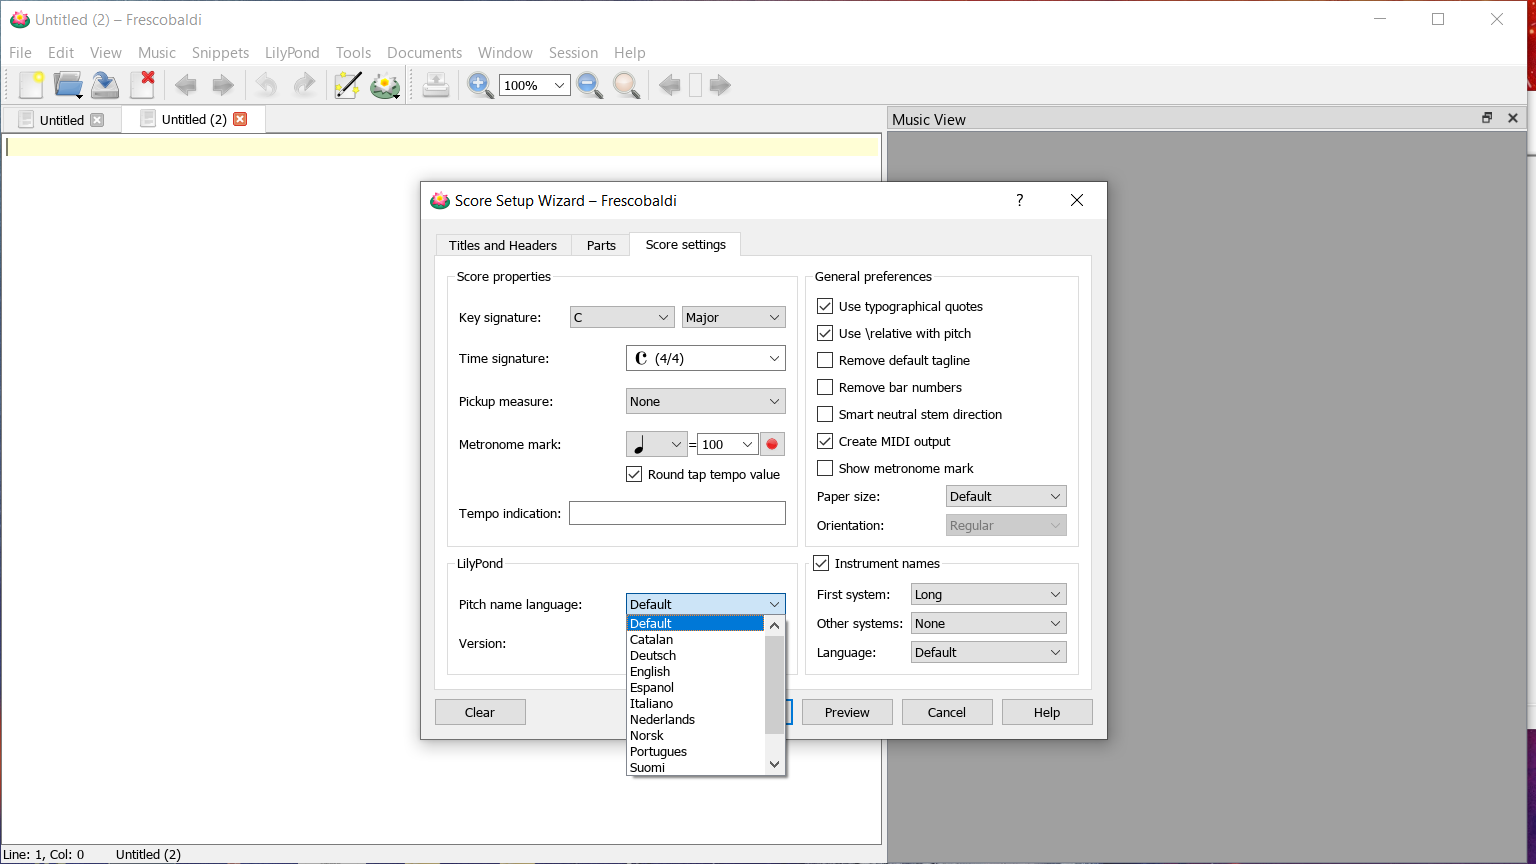 Untitled (2) – Frescobaldi
File Edit View Music Snippets LilyPond Tools Documents Window Session Help
100%
Untitled Untitled (2)
Music View
Score Setup Wizard – Frescobaldi ?
Titles and Headers Parts Score settings
Score properties
Key signature: C Major
Time signature: (4/4)
Pickup measure: None
Metronome mark: = 100
Round tap tempo value
Tempo indication:
General preferences
Use typographical quotes
Use \relative with pitch
Remove default tagline
Remove bar numbers
Smart neutral stem direction
Create MIDI output
Show metronome mark
Paper size: Default
Orientation: Regular
LilyPond
Pitch name language: Default
Default
Catalan
Deutsch
English
Espanol
Italiano
Nederlands
Norsk
Portugues
Suomi
Version:
Instrument names
First system: Long
Other systems: None
Language: Default
Clear Preview Cancel Help
Line: 1, Col: 0 Untitled (2)